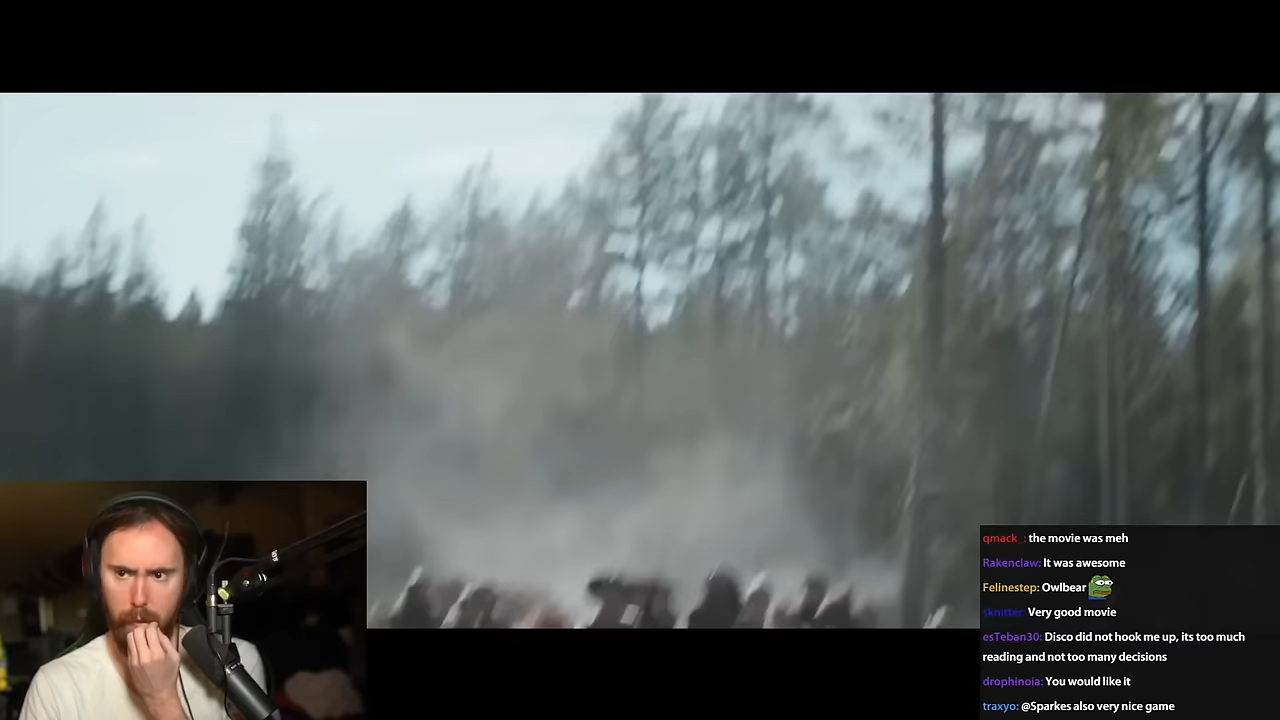 qmack_: the movie was meh
Rakenclaw: It was awesome
Felinestep: Owlbear
sknitter: Very good movie
esTeban30: Disco did not hook me up, its too much
reading and not too many decisions
drophinoia: You would like it
traxyo: @Sparkes also very nice game